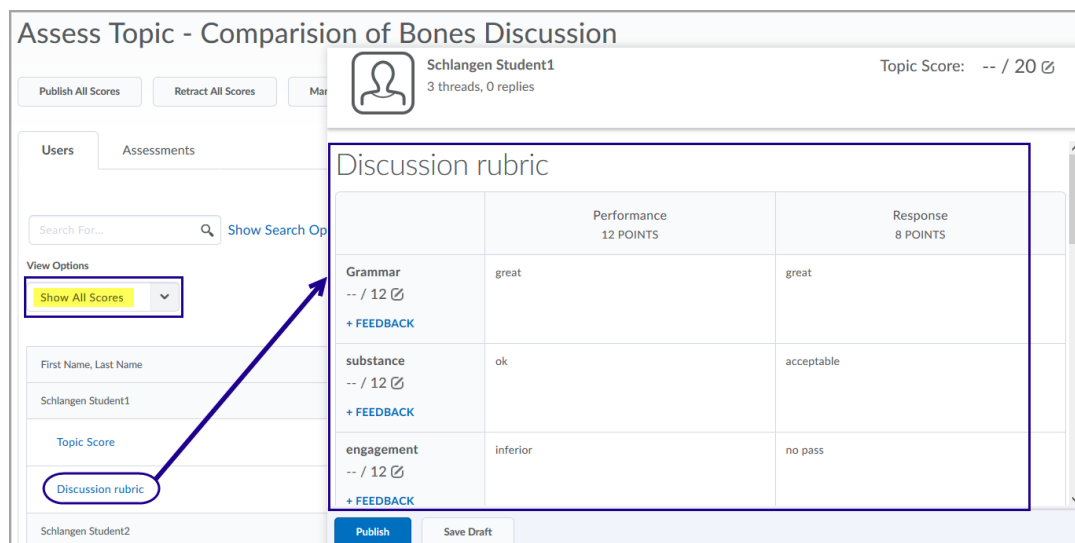 Assess Topic - Comparision of Bones Discussion
Publish All Scores
Retract All Scores
Users
Assessments
Search For...
Show Search Op
View Options
Show All Scores
First Name, Last Name
Schlangen Student1
Topic Score
Discussion rubric
Schlangen Student2
Schlangen Student1
3 threads, 0 replies
Topic Score: -- / 20
Discussion rubric
Performance
12 POINTS
Response
8 POINTS
Grammar
-- / 12
+ FEEDBACK
great
great
substance
-- / 12
+ FEEDBACK
ok
acceptable
engagement
-- / 12
+ FEEDBACK
inferior
no pass
Publish
Save Draft